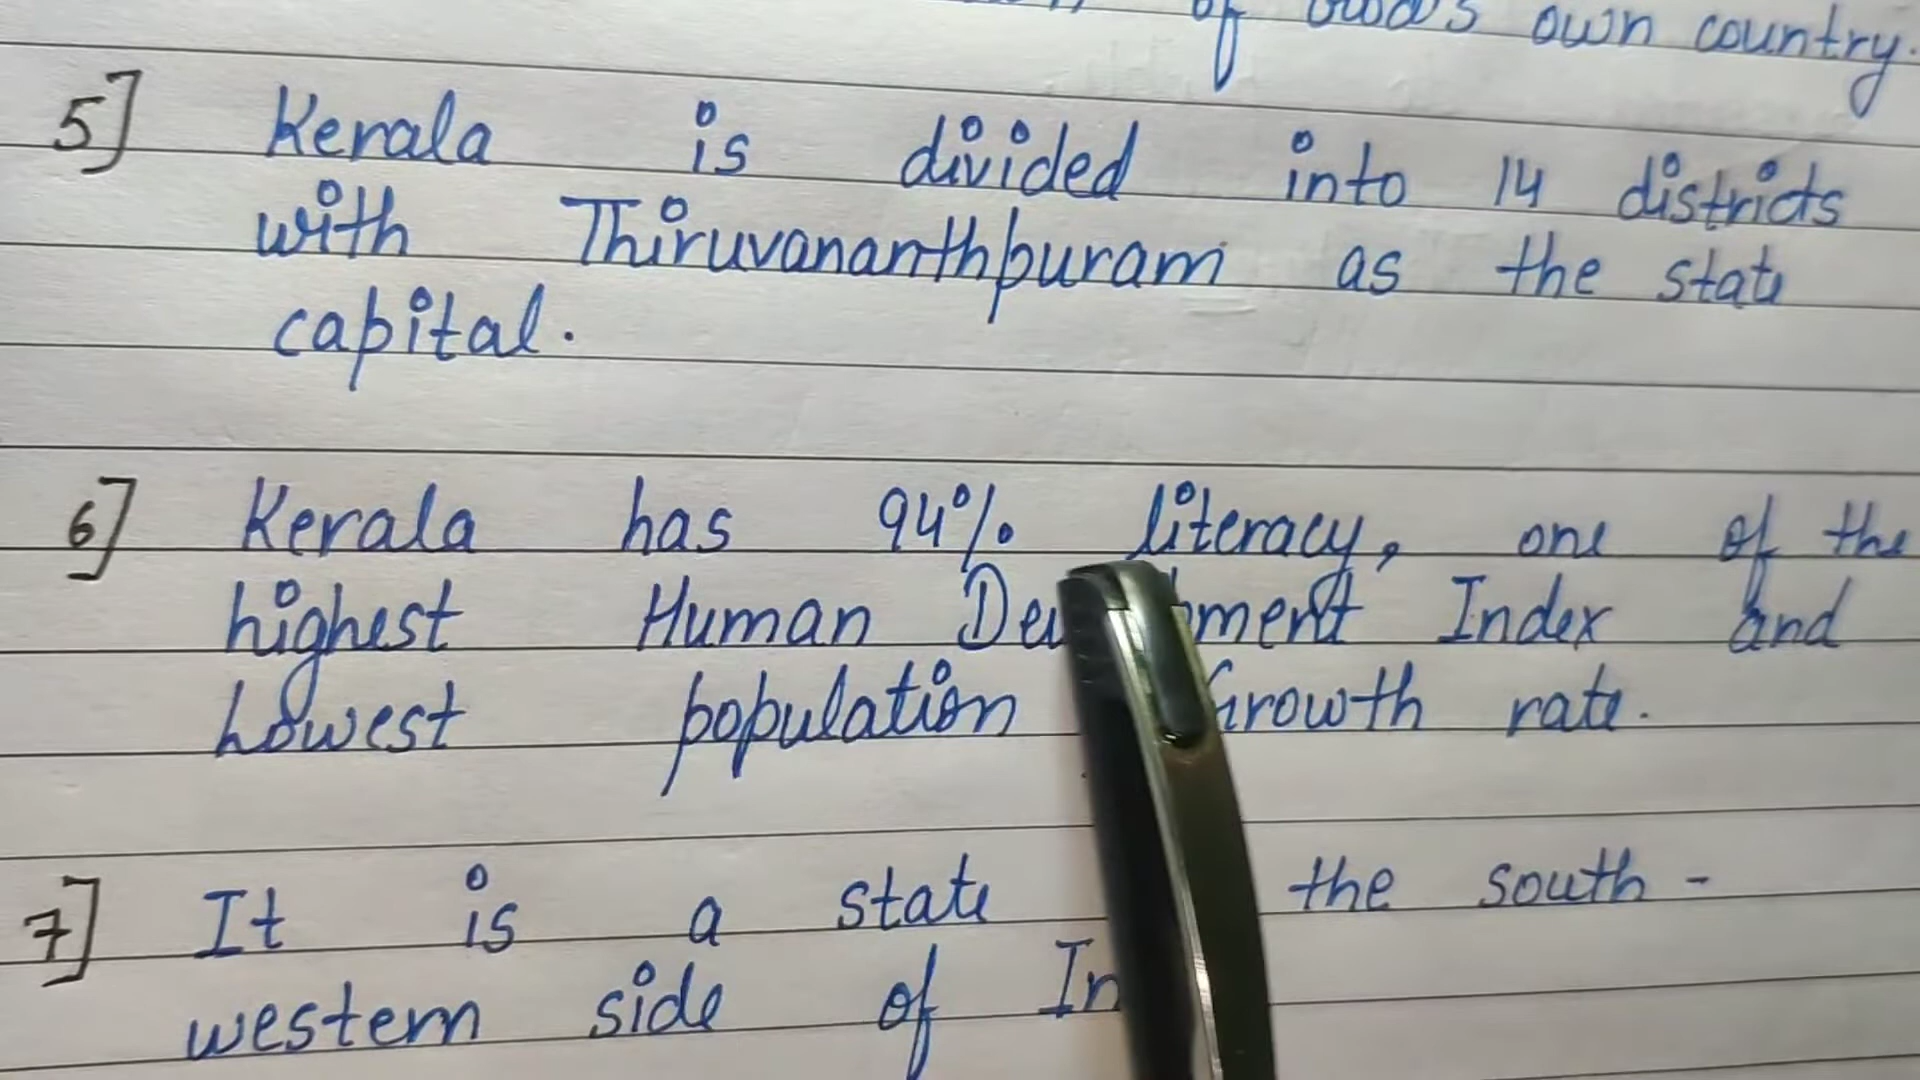 of God's own country.
5] Kerala is divided into 14 districts
with Thiruvananthpuram as the state
capital.
6] Kerala has 94% literacy, one of the
highest Human Index and
Lowest population Growth rate.
7] It is a state the south-
western side of